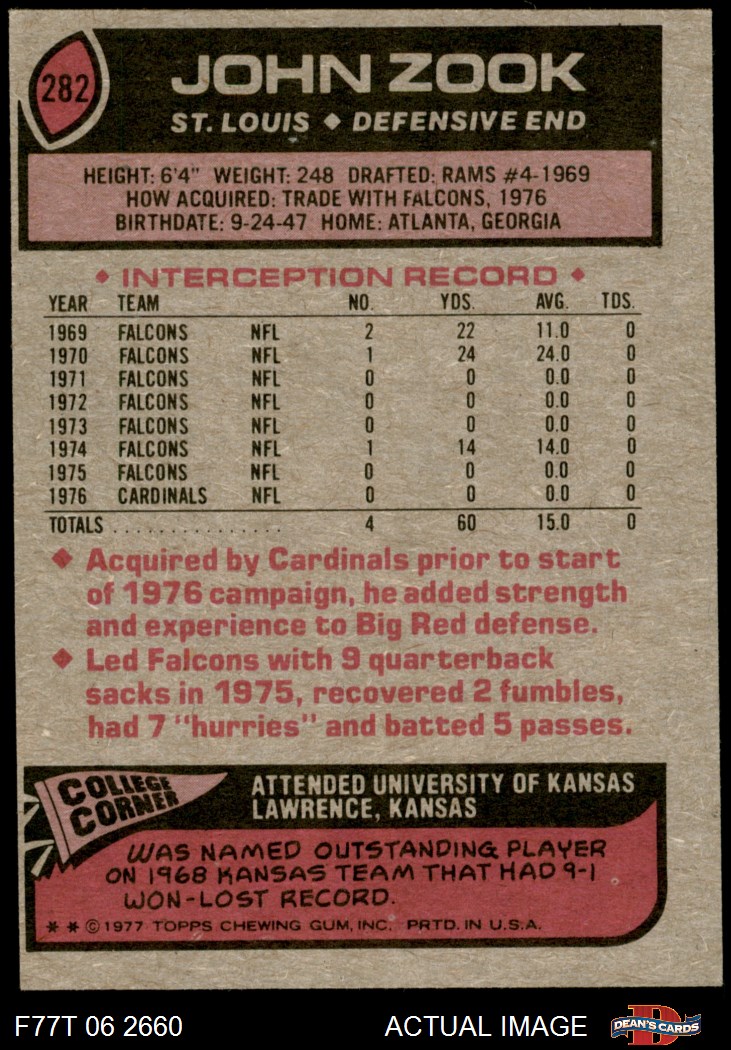 282
JOHN ZOOK
ST. LOUIS ◆ DEFENSIVE END
HEIGHT: 6'4" WEIGHT: 248 DRAFTED: RAMS #4-1969
HOW ACQUIRED: TRADE WITH FALCONS, 1976
BIRTHDATE: 9-24-47 HOME: ATLANTA, GEORGIA
◆ INTERCEPTION RECORD ◆
YEAR TEAM NO. YDS. AVG. TDS.
1969 FALCONS NFL 2 22 11.0 0
1970 FALCONS NFL 1 24 24.0 0
1971 FALCONS NFL 0 0 0.0 0
1972 FALCONS NFL 0 0 0.0 0
1973 FALCONS NFL 0 0 0.0 0
1974 FALCONS NFL 1 14 14.0 0
1975 FALCONS NFL 0 0 0.0 0
1976 CARDINALS NFL 0 0 0.0 0
TOTALS . . . . . . . . . . . . . . . 4 60 15.0 0
◆ Acquired by Cardinals prior to start
of 1976 campaign, he added strength
and experience to Big Red defense.
◆ Led Falcons with 9 quarterback
sacks in 1975, recovered 2 fumbles,
had 7 "hurries" and batted 5 passes.
COLLEGE
CORNER
ATTENDED UNIVERSITY OF KANSAS
LAWRENCE, KANSAS
WAS NAMED OUTSTANDING PLAYER
ON 1968 KANSAS TEAM THAT HAD 9-1
WON-LOST RECORD.
* * © 1977 TOPPS CHEWING GUM, INC. PRTD. IN U.S.A.
F77T 06 2660 ACTUAL IMAGE
D
DEAN'S CARDS